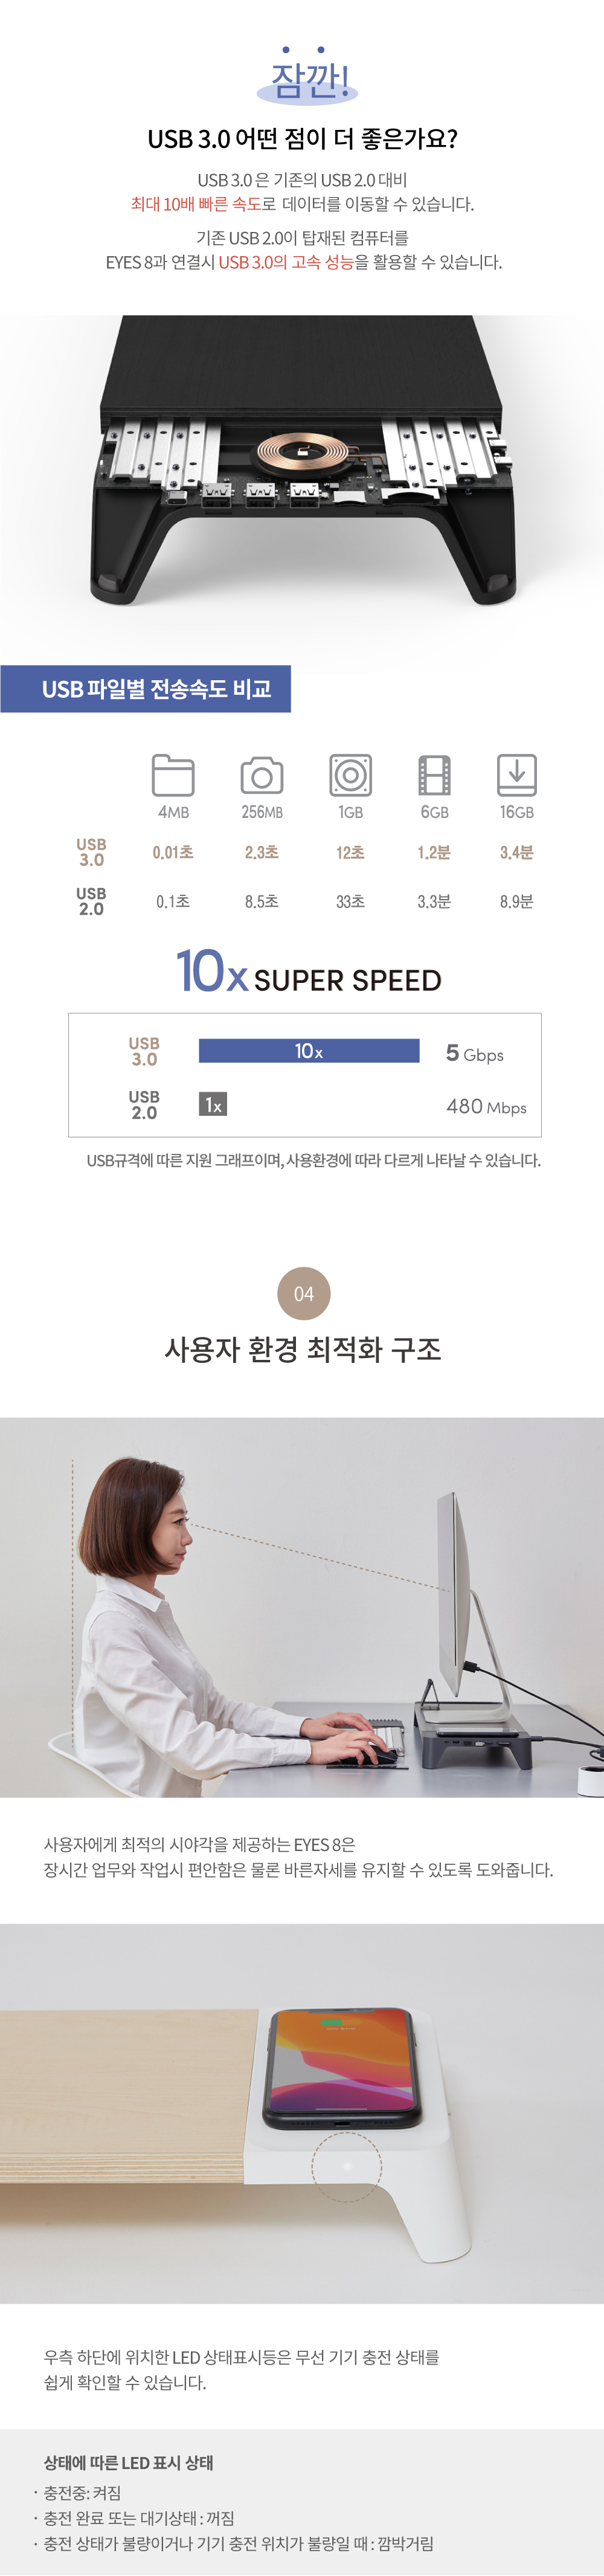 잠깐!
USB 3.0 어떤 점이 더 좋은가요?
USB 3.0 은 기존의 USB 2.0 대비
최대 10배 빠른 속도로 데이터를 이동할 수 있습니다.
기존 USB 2.0이 탑재된 컴퓨터를
EYES 8과 연결시 USB 3.0의 고속 성능을 활용할 수 있습니다.
USB 파일별 전송속도 비교
4MB 256MB 1GB 6GB 16GB
USB 3.0 0.01초 2.3초 12초 1.2분 3.4분
USB 2.0 0.1초 8.5초 33초 3.3분 8.9분
10x SUPER SPEED
USB 3.0 10x 5 Gbps
USB 2.0 1x 480 Mbps
USB규격에 따른 지원 그래프이며, 사용환경에 따라 다르게 나타날 수 있습니다.
04
사용자 환경 최적화 구조
사용자에게 최적의 시야각을 제공하는 EYES 8은
장시간 업무와 작업시 편안함은 물론 바른자세를 유지할 수 있도록 도와줍니다.
우측 하단에 위치한 LED 상태표시등은 무선 기기 충전 상태를
쉽게 확인할 수 있습니다.
상태에 따른 LED 표시 상태
· 충전중: 켜짐
· 충전 완료 또는 대기상태 : 꺼짐
· 충전 상태가 불량이거나 기기 충전 위치가 불량일 때 : 깜박거림